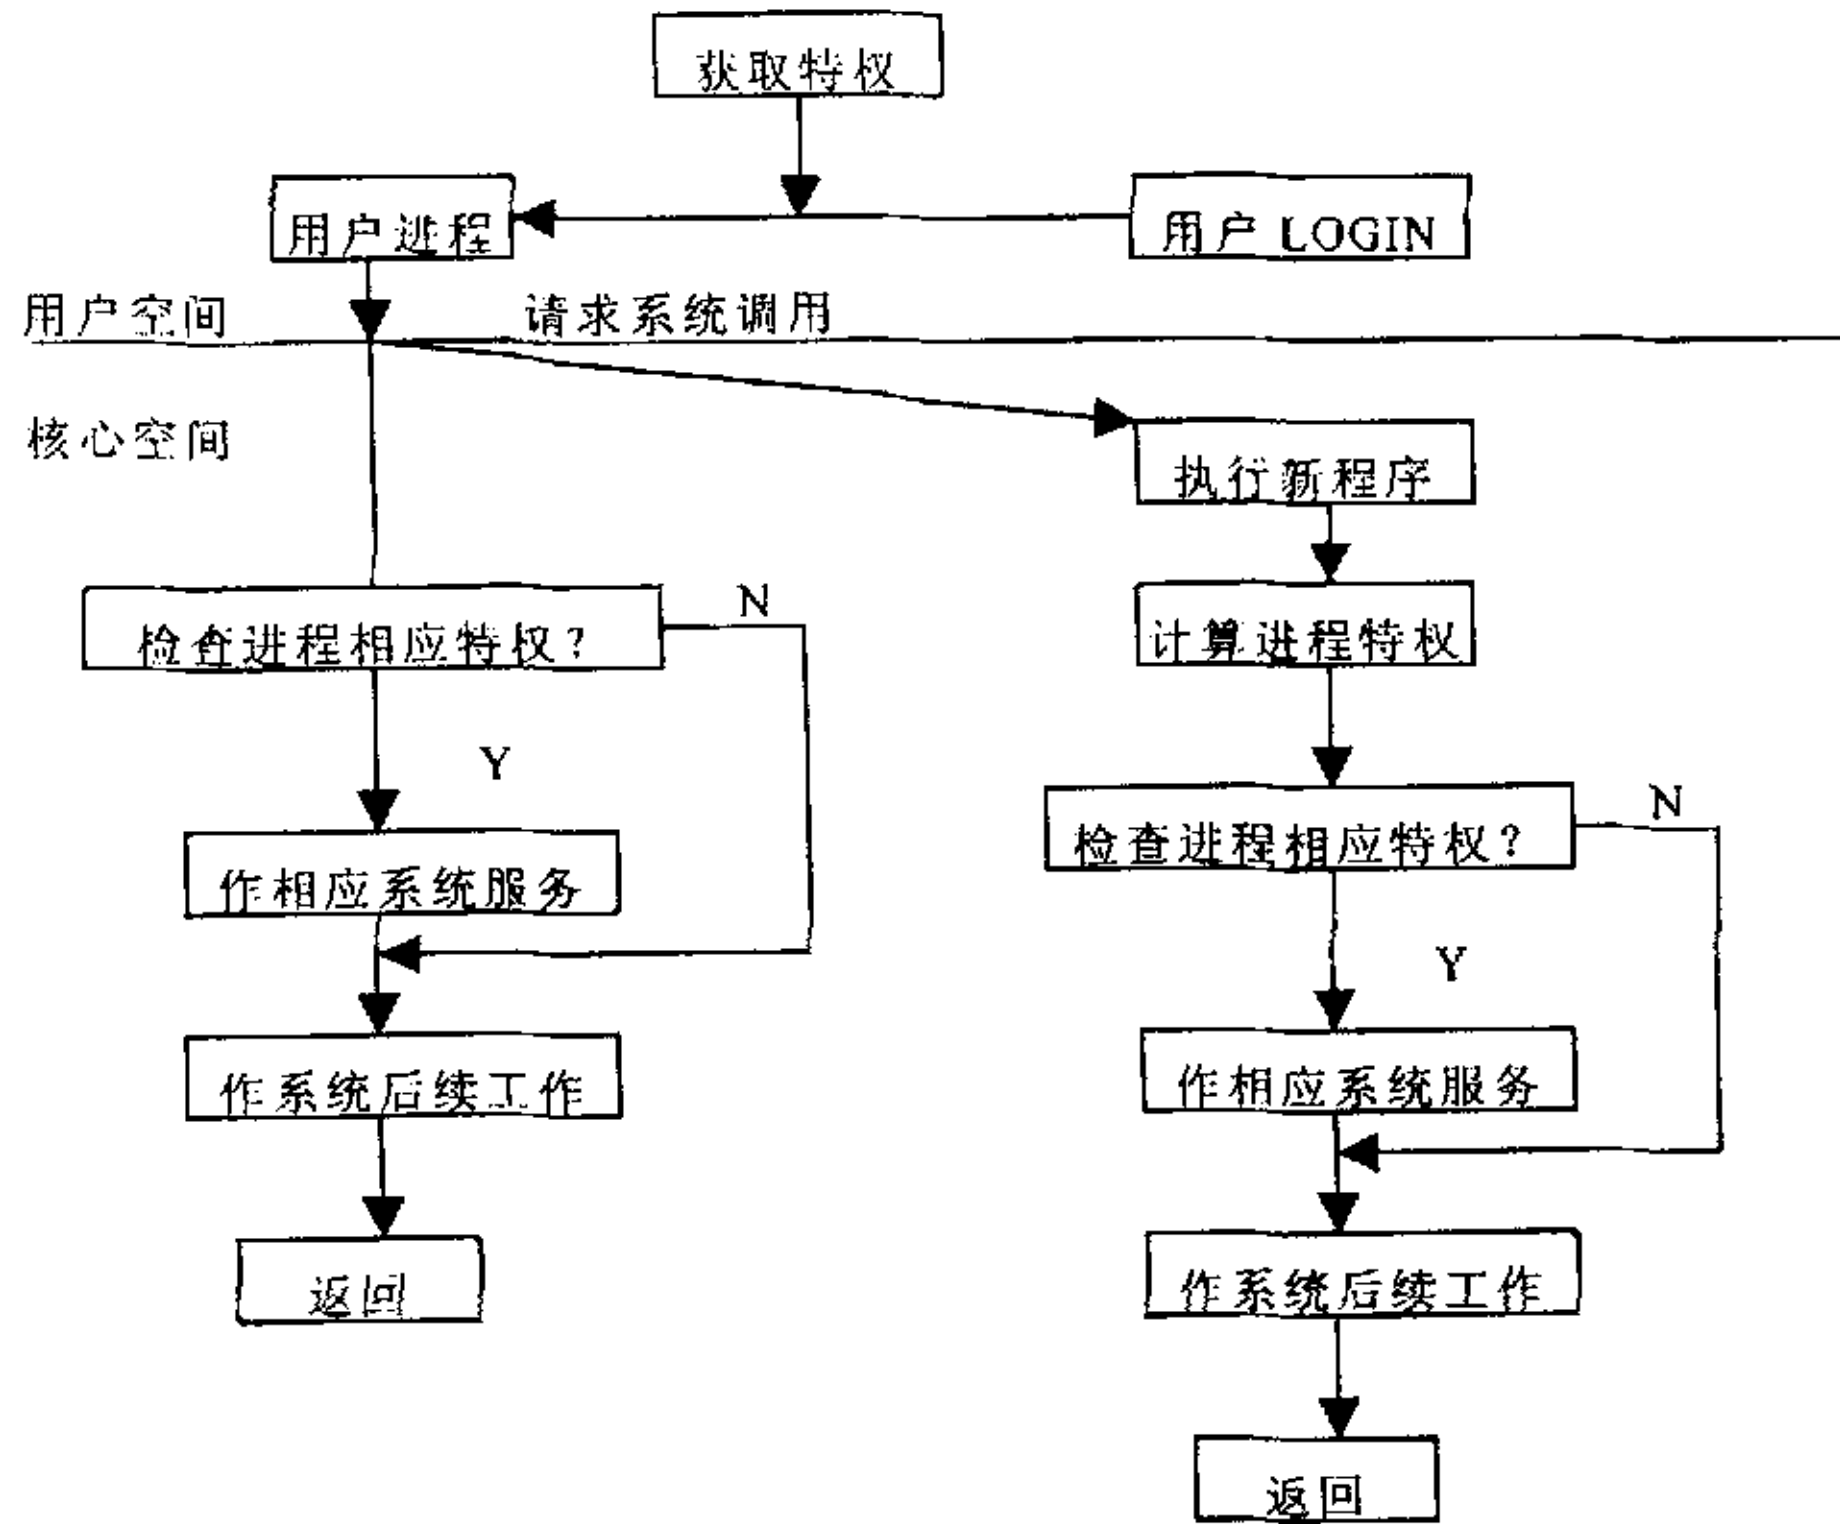 获取特权
用户进程
用户 LOGIN
用户空间
请求系统调用
核心空间
执行新程序
检查进程相应特权?
N
计算进程特权
Y
检查进程相应特权?
N
作相应系统服务
Y
作系统后续工作
作相应系统服务
返回
作系统后续工作
返回